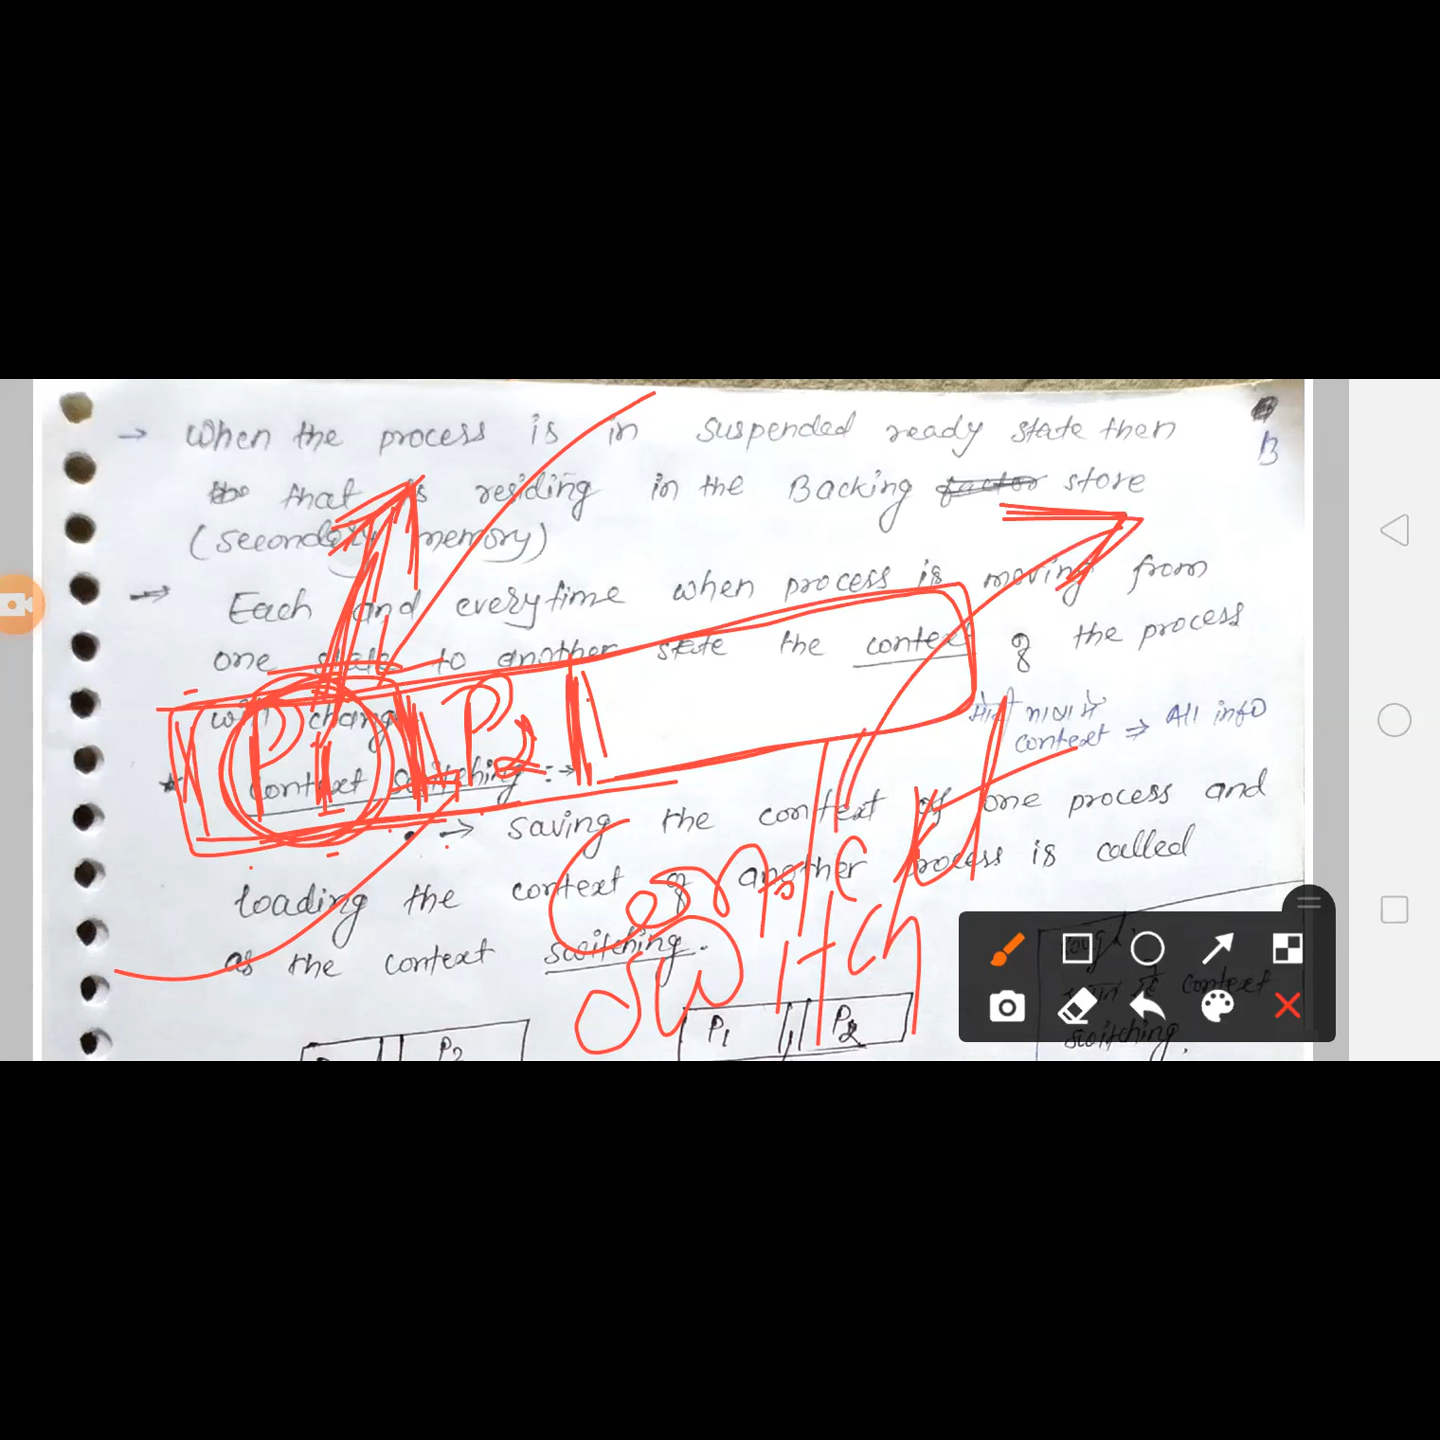 → When the process is in suspended ready state then
that is residing in the Backing store
(secondary memory)
B
→ Each and everytime when process is moving from
one state to another state the context of the process
will change
context ⇒ All info
* Context switching :→
P1 P2
→ saving the context of one process and
loading the context of another process is called
as the context switching.
Context
Switch
P1 P2
P2
context
switching.